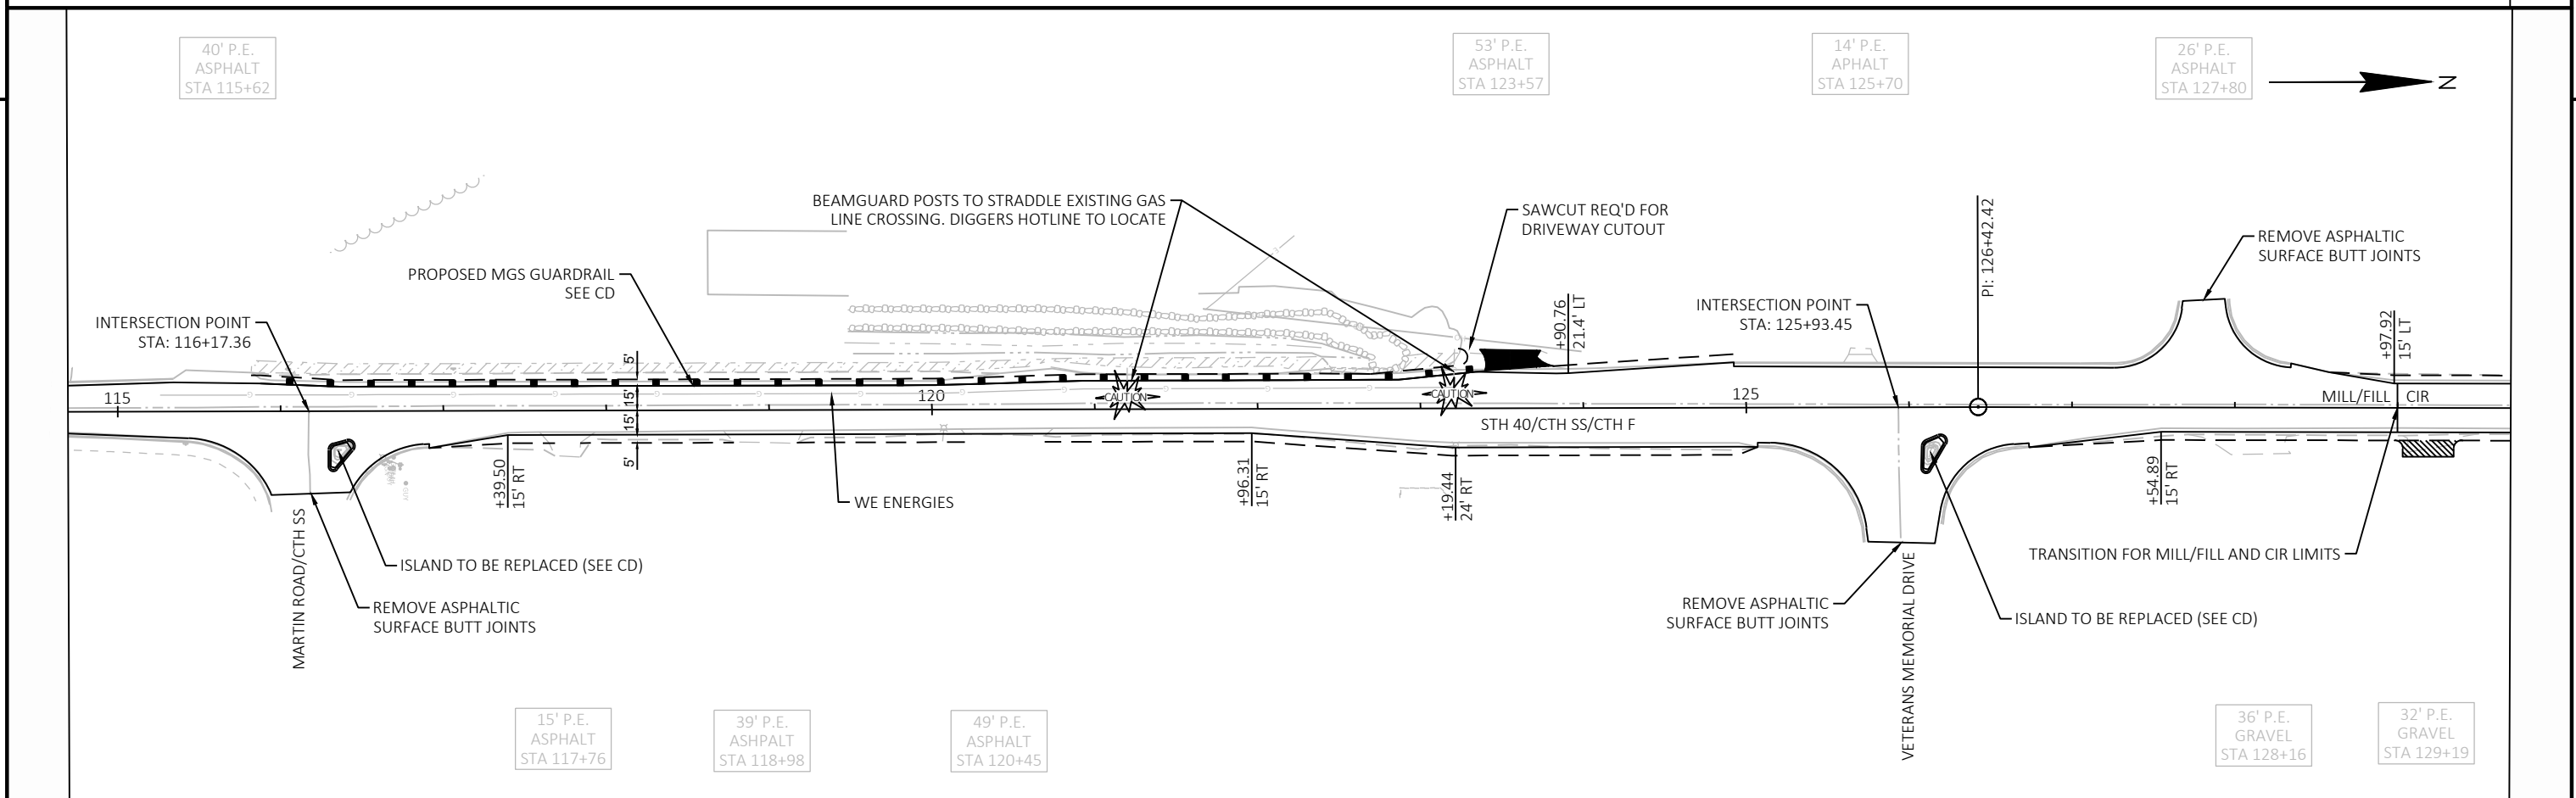 40' P.E.
ASPHALT
STA 115+62
53' P.E.
ASPHALT
STA 123+57
14' P.E.
APHALT
STA 125+70
26' P.E.
ASPHALT
STA 127+80
N
BEAMGUARD POSTS TO STRADDLE EXISTING GAS
LINE CROSSING. DIGGERS HOTLINE TO LOCATE
SAWCUT REQ'D FOR
DRIVEWAY CUTOUT
PI: 126+42.42
REMOVE ASPHALTIC
SURFACE BUTT JOINTS
PROPOSED MGS GUARDRAIL
SEE CD
INTERSECTION POINT
STA: 116+17.36
+90.76
21.4' LT
INTERSECTION POINT
STA: 125+93.45
+97.92
15' LT
5'
15'
15'
5'
115
120
125
CAUTION
CAUTION
MILL/FILL
CIR
STH 40/CTH SS/CTH F
+39.50
15' RT
+96.31
15' RT
+19.44
24' RT
+54.89
15' RT
WE ENERGIES
MARTIN ROAD/CTH SS
ISLAND TO BE REPLACED (SEE CD)
REMOVE ASPHALTIC
SURFACE BUTT JOINTS
TRANSITION FOR MILL/FILL AND CIR LIMITS
REMOVE ASPHALTIC
SURFACE BUTT JOINTS
VETERANS MEMORIAL DRIVE
ISLAND TO BE REPLACED (SEE CD)
15' P.E.
ASPHALT
STA 117+76
39' P.E.
ASHPALT
STA 118+98
49' P.E.
ASPHALT
STA 120+45
36' P.E.
GRAVEL
STA 128+16
32' P.E.
GRAVEL
STA 129+19